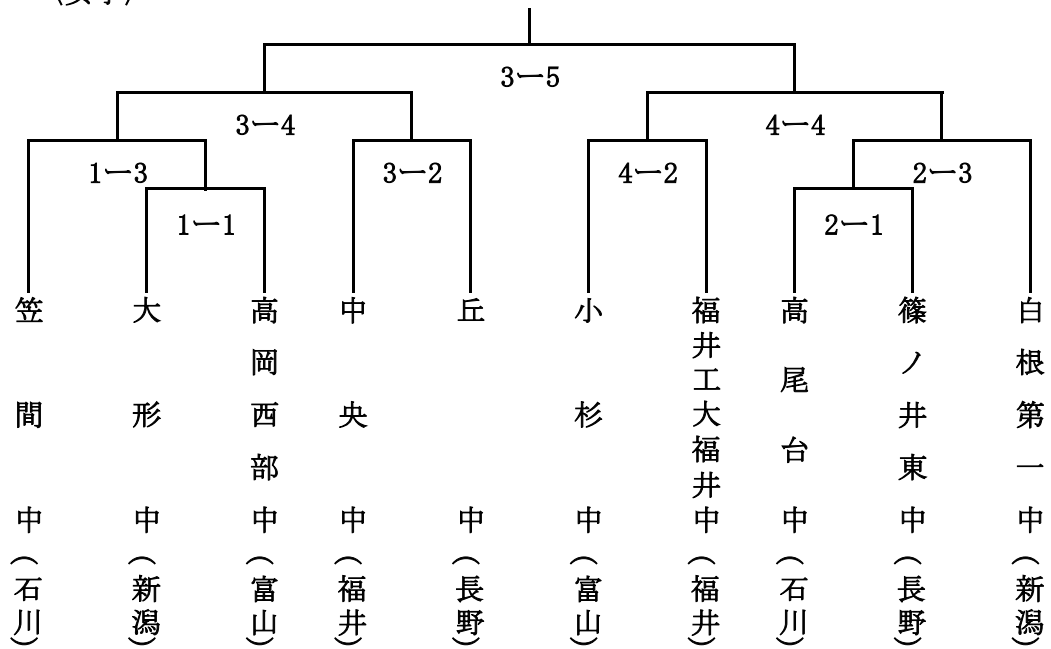 3ー5
3ー4
4ー4
1ー3
3ー2
4ー2
2ー3
1ー1
2ー1
笠間中(石川)
大形中(新潟)
高岡西部中(富山)
中央中(福井)
丘中(長野)
小杉中(富山)
福井工大福井中(福井)
高尾台中(石川)
篠ノ井東中(長野)
白根第一中(新潟)